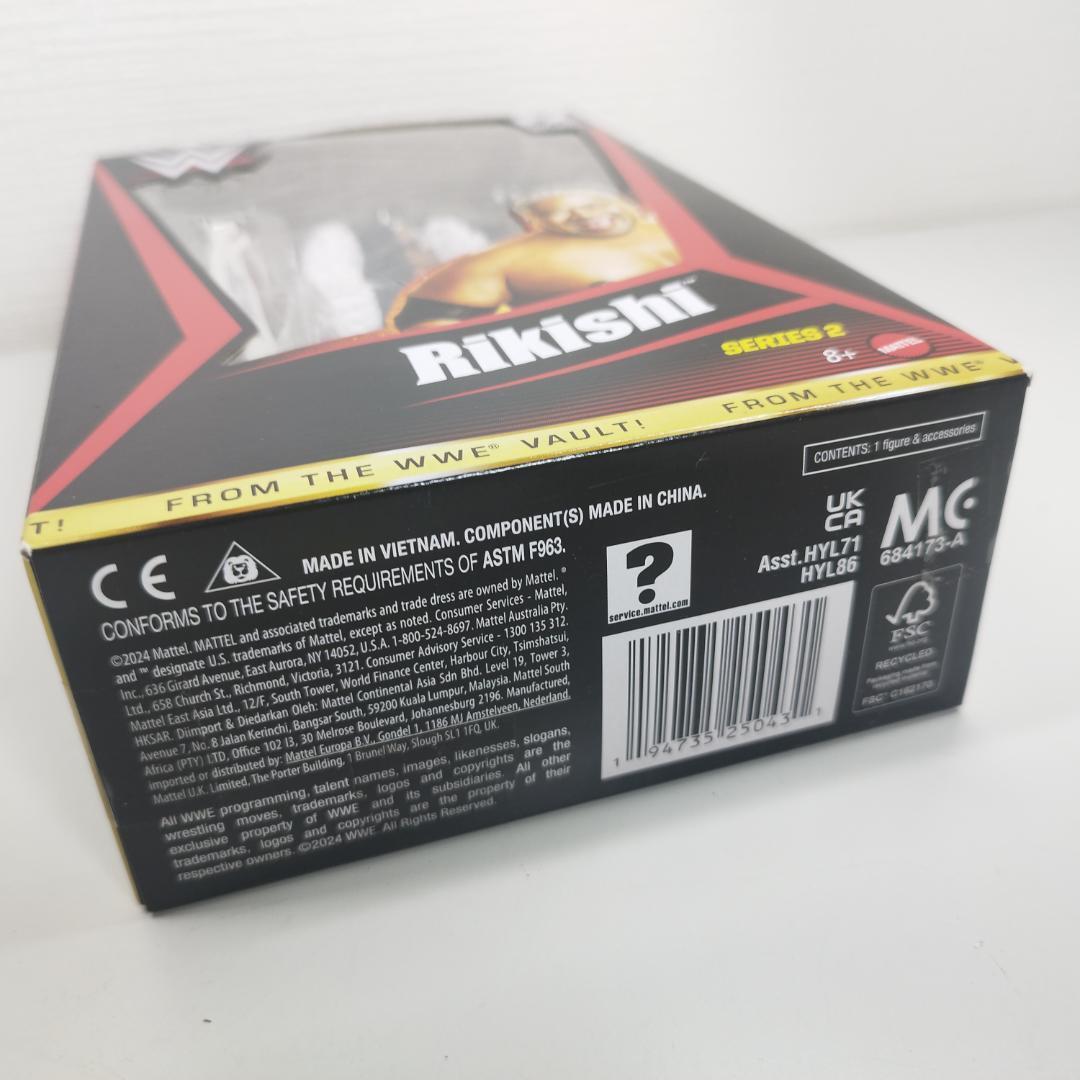 W
Rikishi™
SERIES 2
8+
MATTEL
T! FROM THE WWE® VAULT! FROM THE WWE® V
CONTENTS: 1 figure & accessories
CE
MADE IN VIETNAM. COMPONENT(S) MADE IN CHINA.
CONFORMS TO THE SAFETY REQUIREMENTS OF ASTM F963.
©2024 Mattel. MATTEL and associated trademarks and trade dress are owned by Mattel. ®
and ™ designate U.S. trademarks of Mattel, except as noted. Consumer Services - Mattel,
Inc., 636 Girard Avenue, East Aurora, NY 14052, U.S.A. 1-800-524-8697. Mattel Australia Pty.
Ltd., 658 Church St., Richmond, Victoria, 3121. Consumer Advisory Service - 1300 135 312.
Mattel East Asia Ltd., 12/F, South Tower, World Finance Center, Harbour City, Tsimshatsui,
HKSAR. Diimport & Diedarkan Oleh: Mattel Continental Asia Sdn Bhd. Level 19, Tower 3,
Avenue 7, No. 8 Jalan Kerinchi, Bangsar South, 59200 Kuala Lumpur, Malaysia. Mattel South
Africa (PTY) LTD, Office 102 I3, 30 Melrose Boulevard, Johannesburg 2196. Manufactured,
imported or distributed by: Mattel Europa B.V., Gondel 1, 1186 MJ Amstelveen, Nederland.
Mattel U.K. Limited, The Porter Building, 1 Brunel Way, Slough SL1 1FQ, UK.
All WWE programming, talent names, images, likenesses, slogans,
wrestling moves, trademarks, logos and copyrights are the
exclusive property of WWE and its subsidiaries. All other
trademarks, logos and copyrights are the property of their
respective owners. ©2024 WWE. All Rights Reserved.
?
service.mattel.com
1 94735 25043 1
UK
CA
Asst.HYL71
HYL86
MC
684173-A
FSC
RECYCLED
Packaging made from
recycled material
FSC® C162170